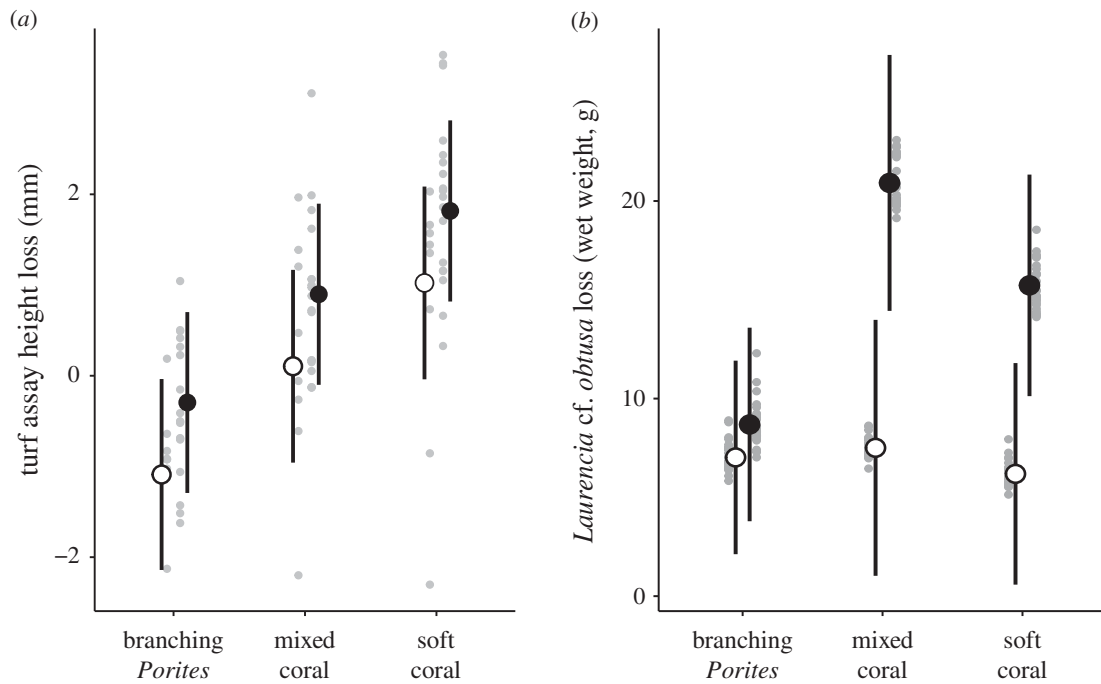 (a)
turf assay height loss (mm)
2
0
−2
branching
Porites
mixed
coral
soft
coral
(b)
Laurencia cf. obtusa loss (wet weight, g)
20
10
0
branching
Porites
mixed
coral
soft
coral